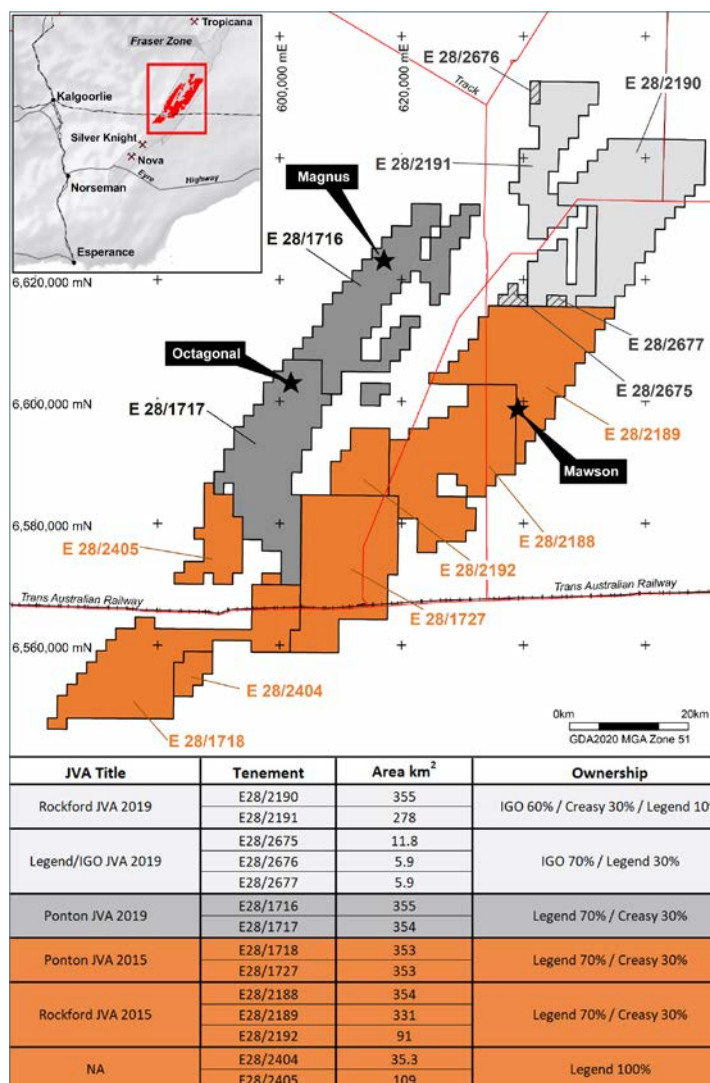 Tropicana
Fraser Zone
Kalgoorlie
Silver Knight
Nova
Eyre Highway
Norseman
Esperance
600,000 mE
620,000 mE
Track
E 28/2676
E 28/2190
E 28/2191
Magnus
E 28/1716
6,620,000 mN
E 28/2677
Octagonal
E 28/2675
6,600,000 mN
E 28/1717
E 28/2189
Mawson
6,580,000 mN
E 28/2188
E 28/2405
E 28/2192
Trans Australian Railway
Trans Australian Railway
E 28/1727
6,560,000 mN
E 28/2404
E 28/1718
0km 20km
GDA2020 MGA Zone 51
JVA Title Tenement Area km² Ownership
Rockford JVA 2019 E28/2190 355 IGO 60% / Creasy 30% / Legend 10%
E28/2191 278
Legend/IGO JVA 2019 E28/2675 11.8 IGO 70% / Legend 30%
E28/2676 5.9
E28/2677 5.9
Ponton JVA 2019 E28/1716 355 Legend 70% / Creasy 30%
E28/1717 354
Ponton JVA 2015 E28/1718 353 Legend 70% / Creasy 30%
E28/1727 353
Rockford JVA 2015 E28/2188 354 Legend 70% / Creasy 30%
E28/2189 331
E28/2192 91
NA E28/2404 35.3 Legend 100%
E28/2405 109